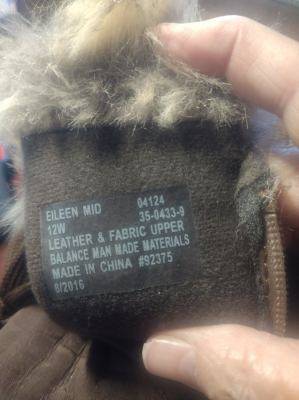 EILEEN MID 04124
12W 35-0433-9
LEATHER & FABRIC UPPER
BALANCE MAN MADE MATERIALS
MADE IN CHINA #92375
8/2016